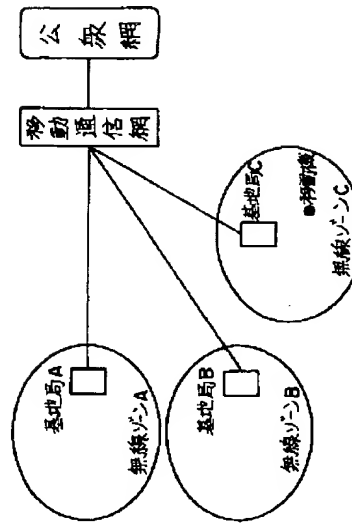 公衆網
移動通信網
基地局A
無線ゾーンA
基地局B
無線ゾーンB
基地局C
移動機
無線ゾーンC